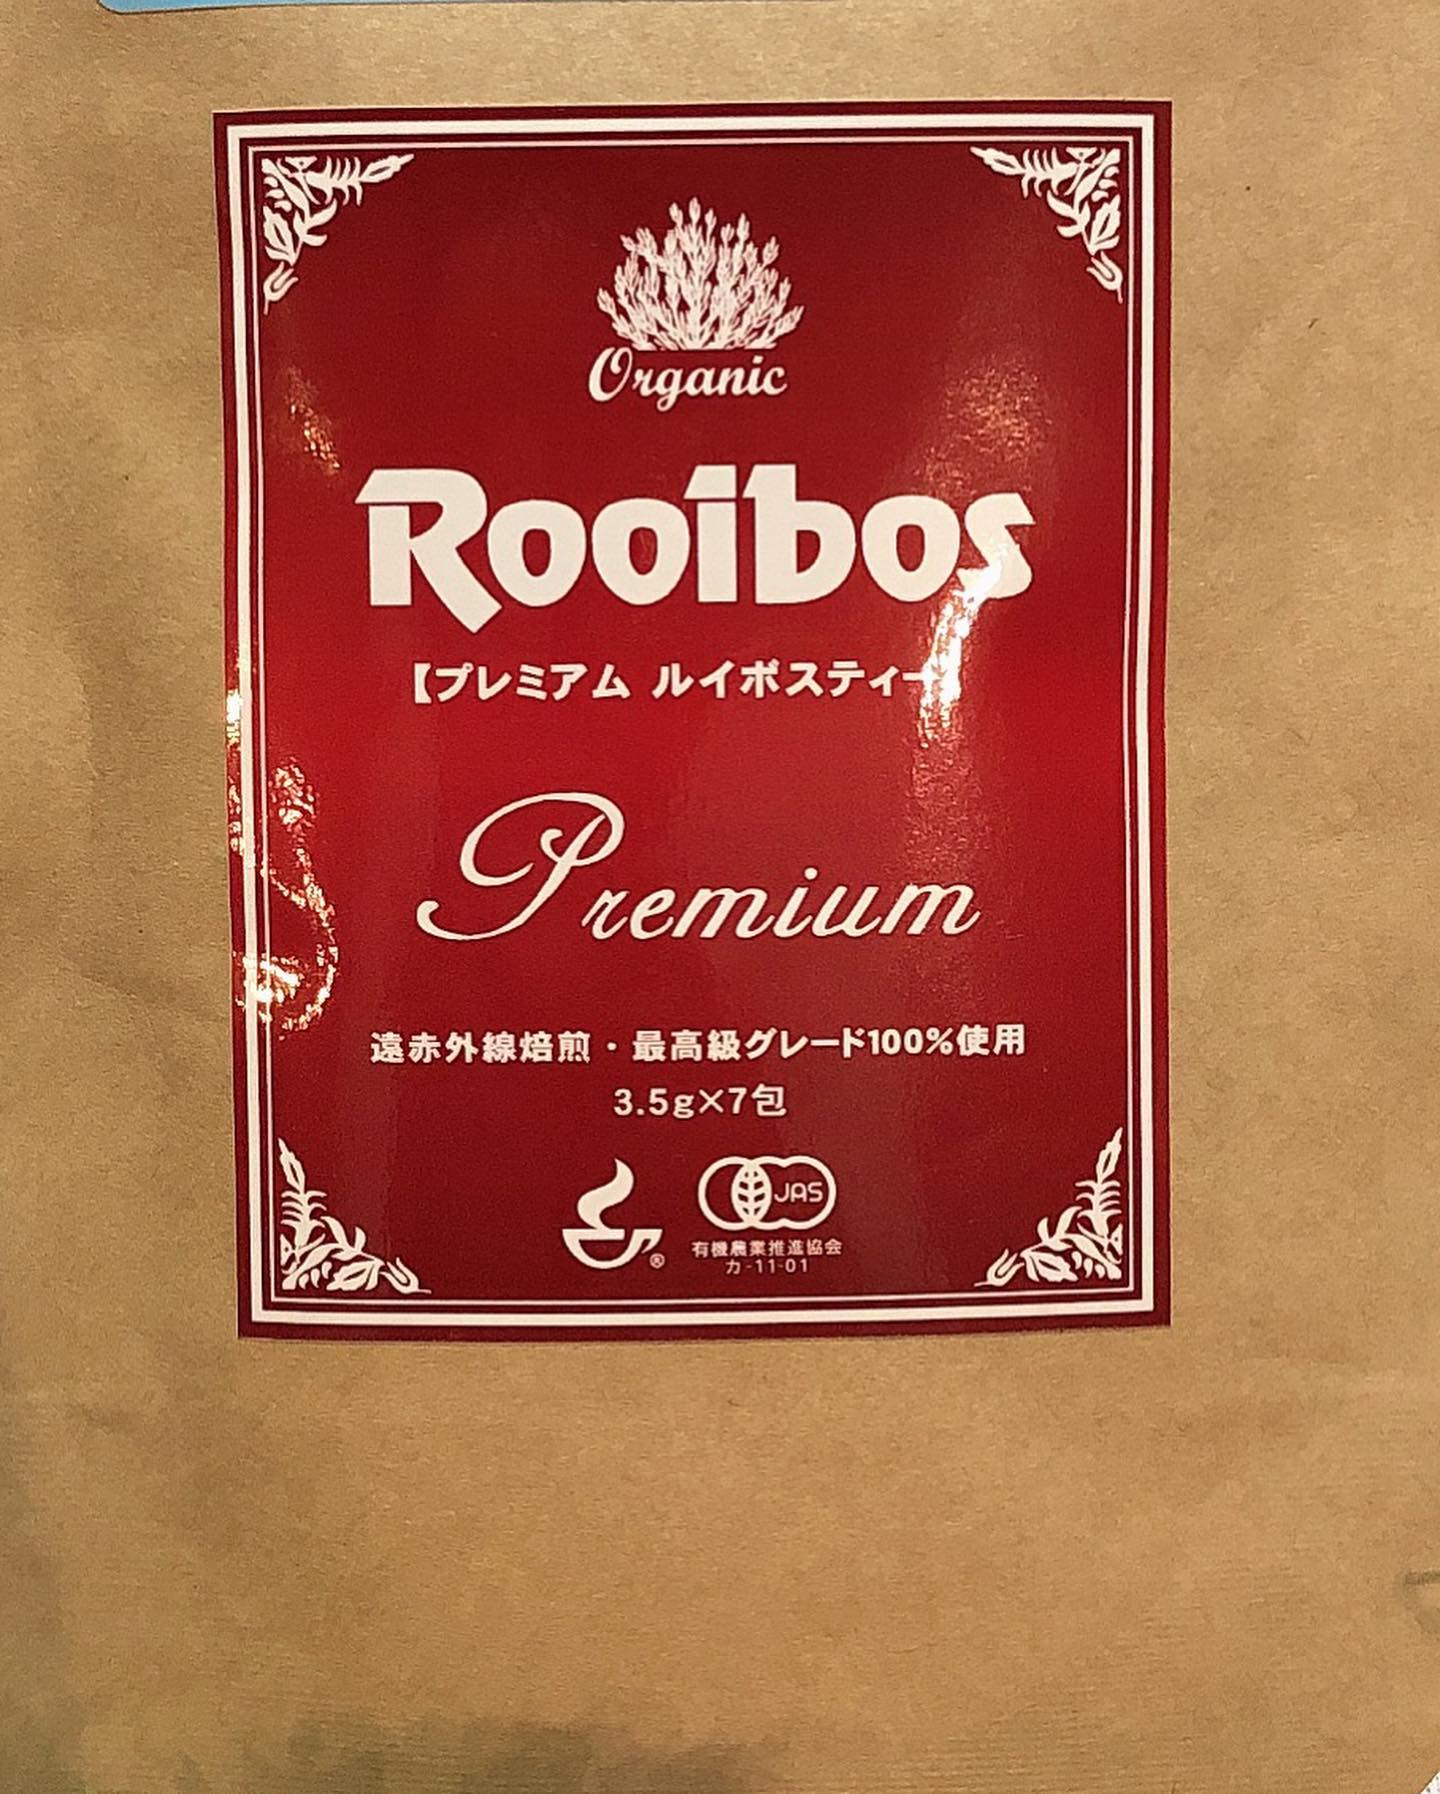 Organic
Rooibos
【プレミアム ルイボスティー】
Premium
遠赤外線焙煎・最高級グレード100%使用
3.5g×7包
JAS
®
有機農業推進協会
カ-11-01